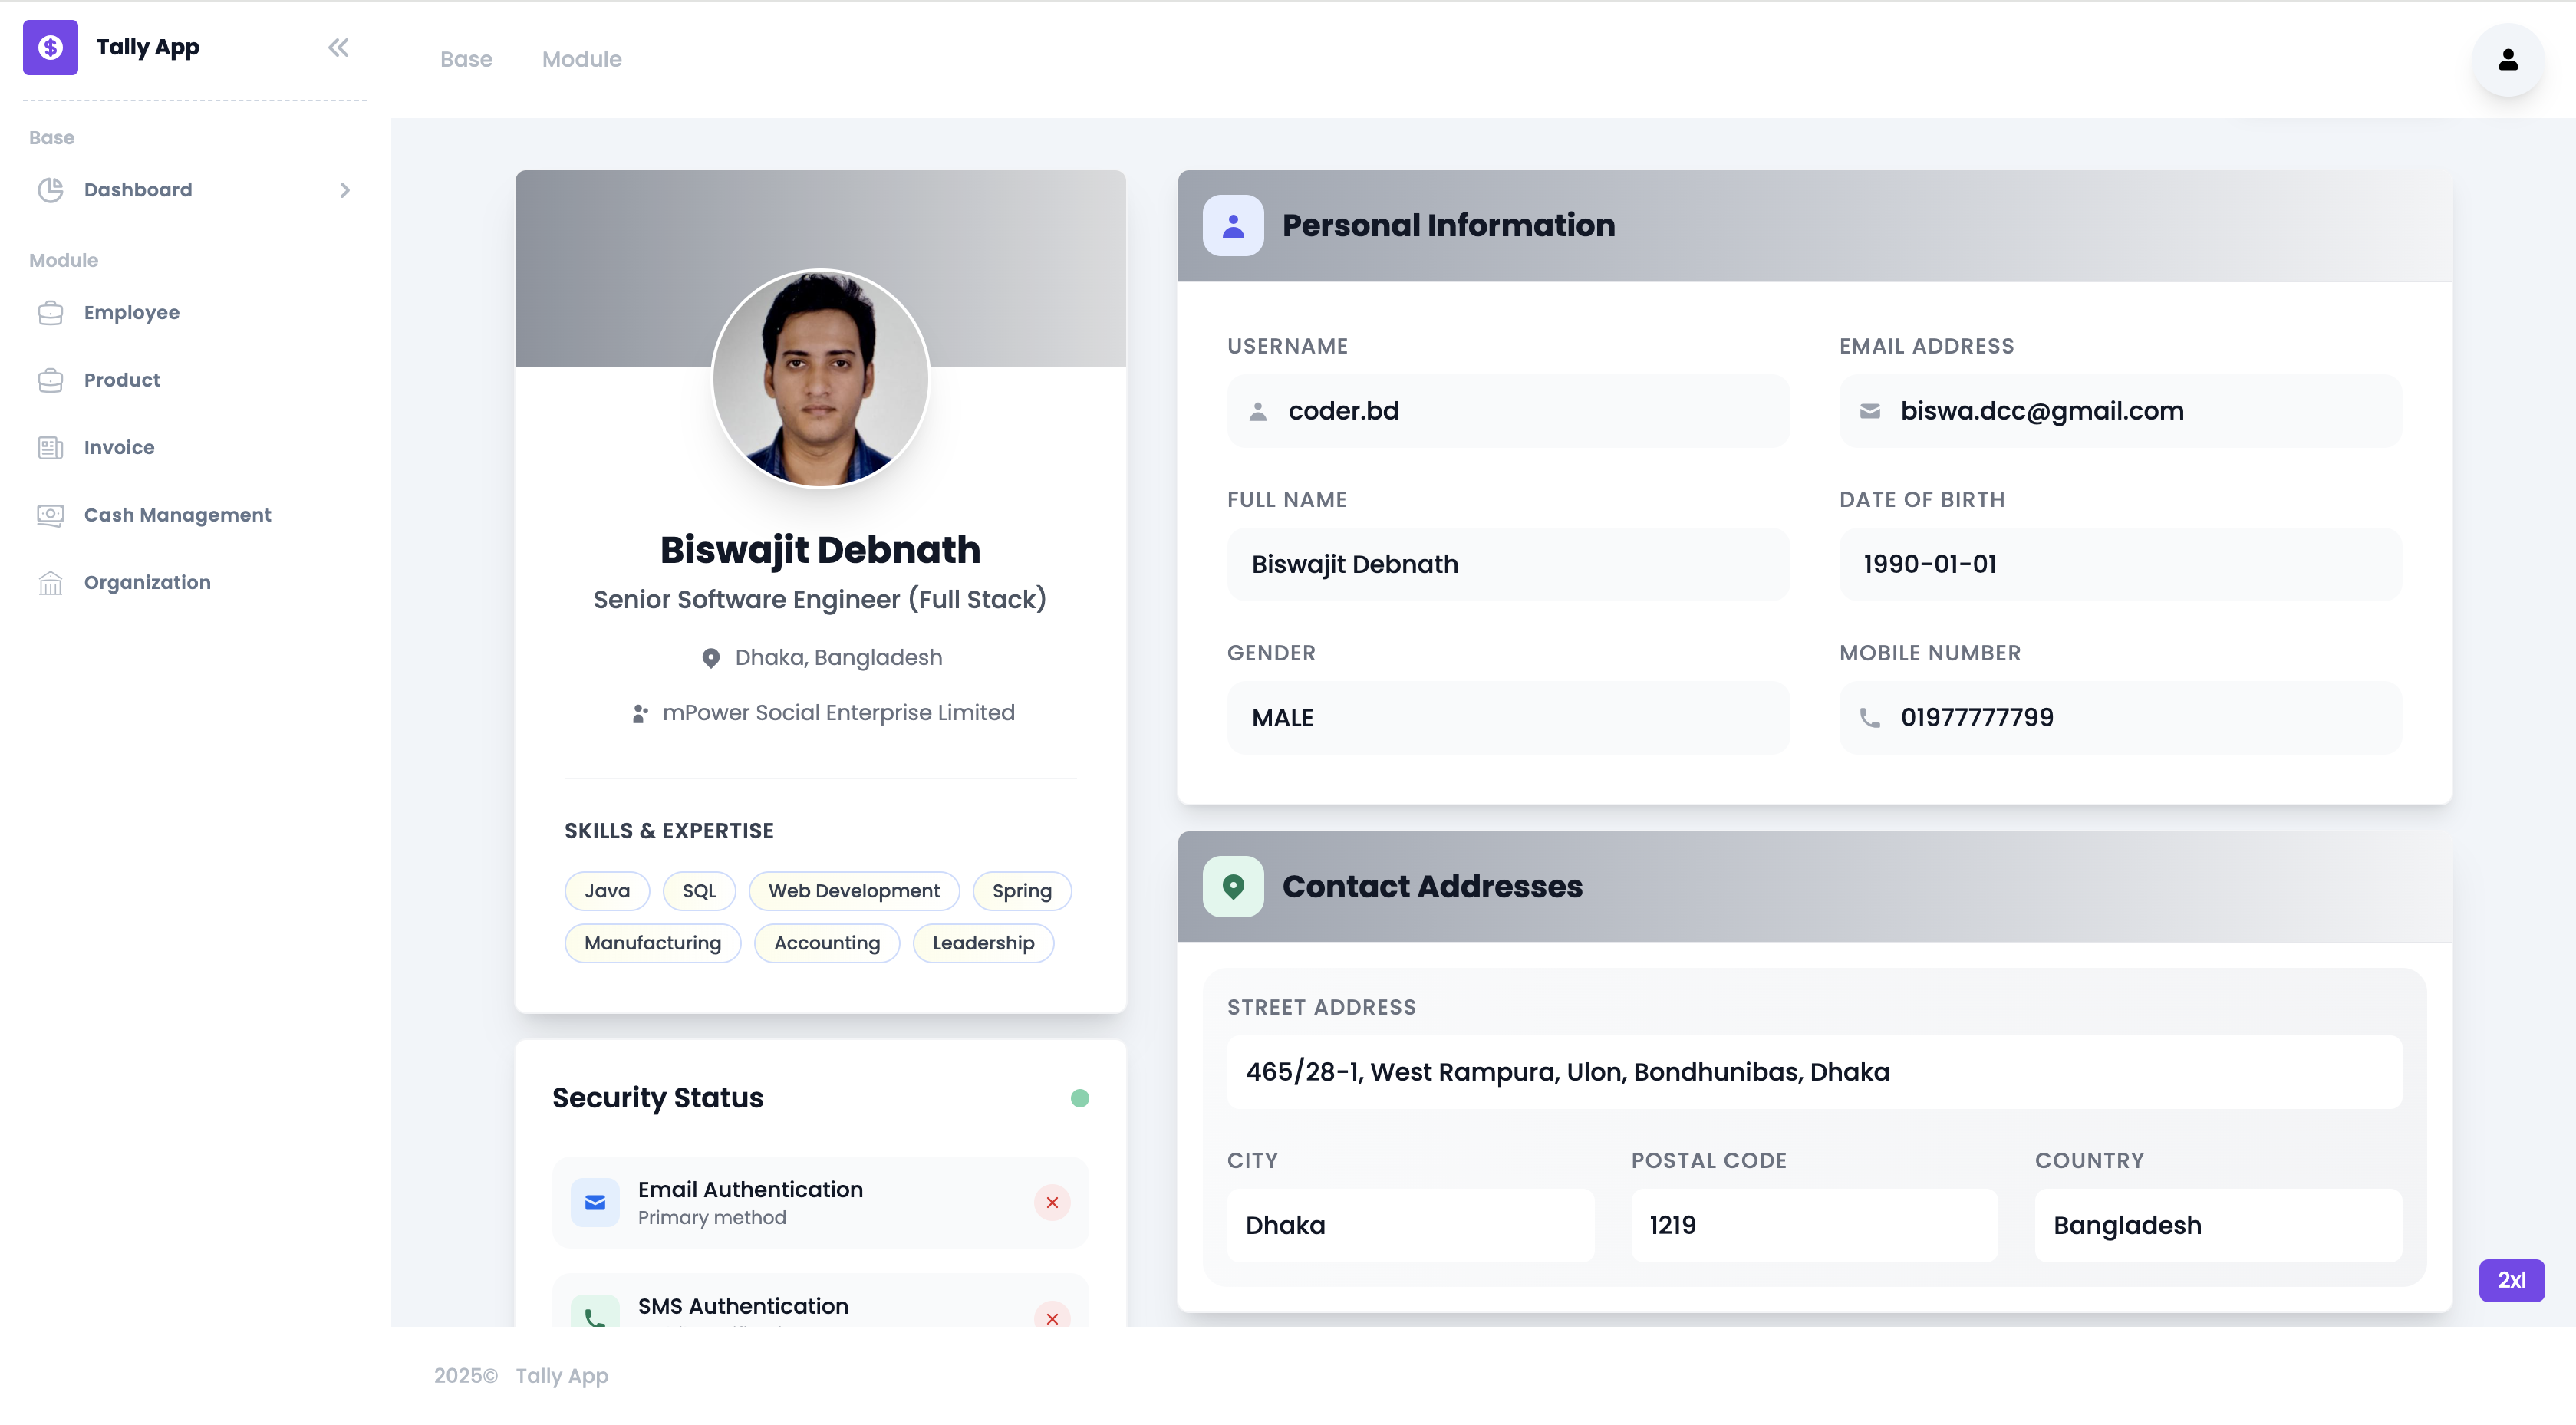 Tally App
Base Module
Base
Dashboard
Module
Employee
Product
Invoice
Cash Management
Organization
Biswajit Debnath
Senior Software Engineer (Full Stack)
Dhaka, Bangladesh
mPower Social Enterprise Limited
SKILLS & EXPERTISE
Java SQL Web Development Spring
Manufacturing Accounting Leadership
Security Status
Email Authentication
Primary method
SMS Authentication
Personal Information
USERNAME EMAIL ADDRESS
coder.bd biswa.dcc@gmail.com
FULL NAME DATE OF BIRTH
Biswajit Debnath 1990-01-01
GENDER MOBILE NUMBER
MALE 01977777799
Contact Addresses
STREET ADDRESS
465/28-1, West Rampura, Ulon, Bondhunibas, Dhaka
CITY POSTAL CODE COUNTRY
Dhaka 1219 Bangladesh
2xl
2025© Tally App